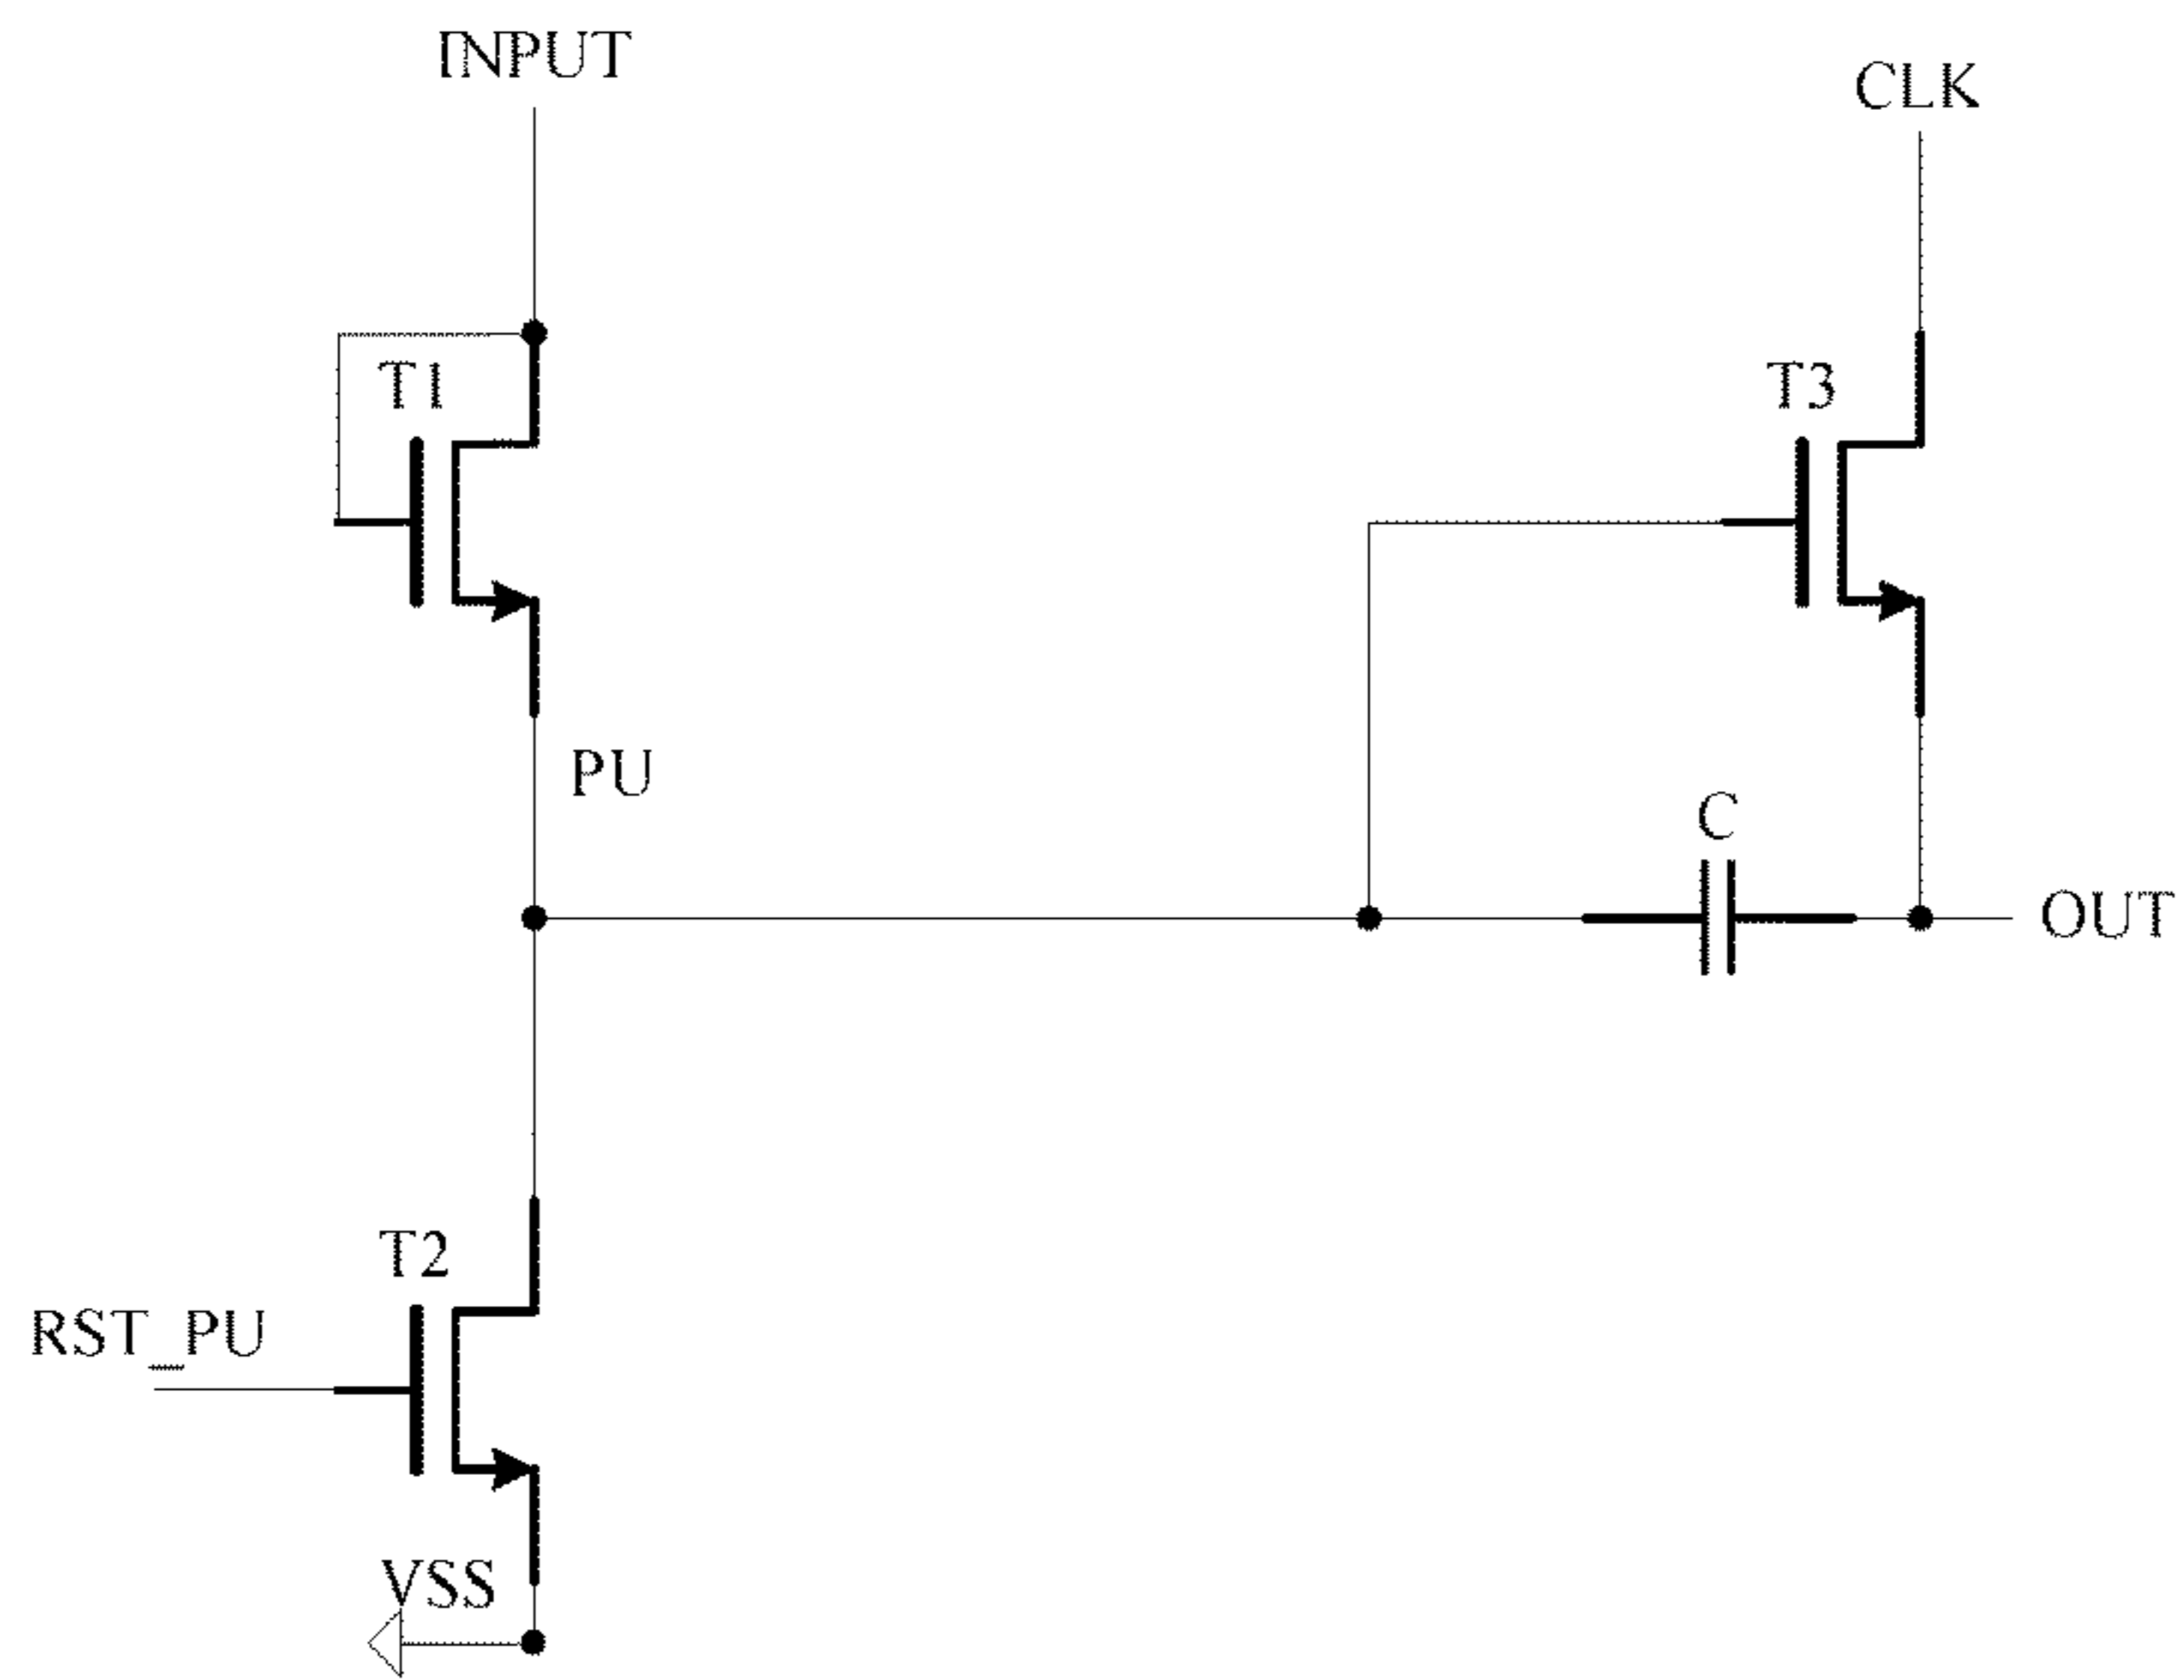 INPUT
CLK
T1
T3
PU
C
OUT
T2
RST_PU
VSS